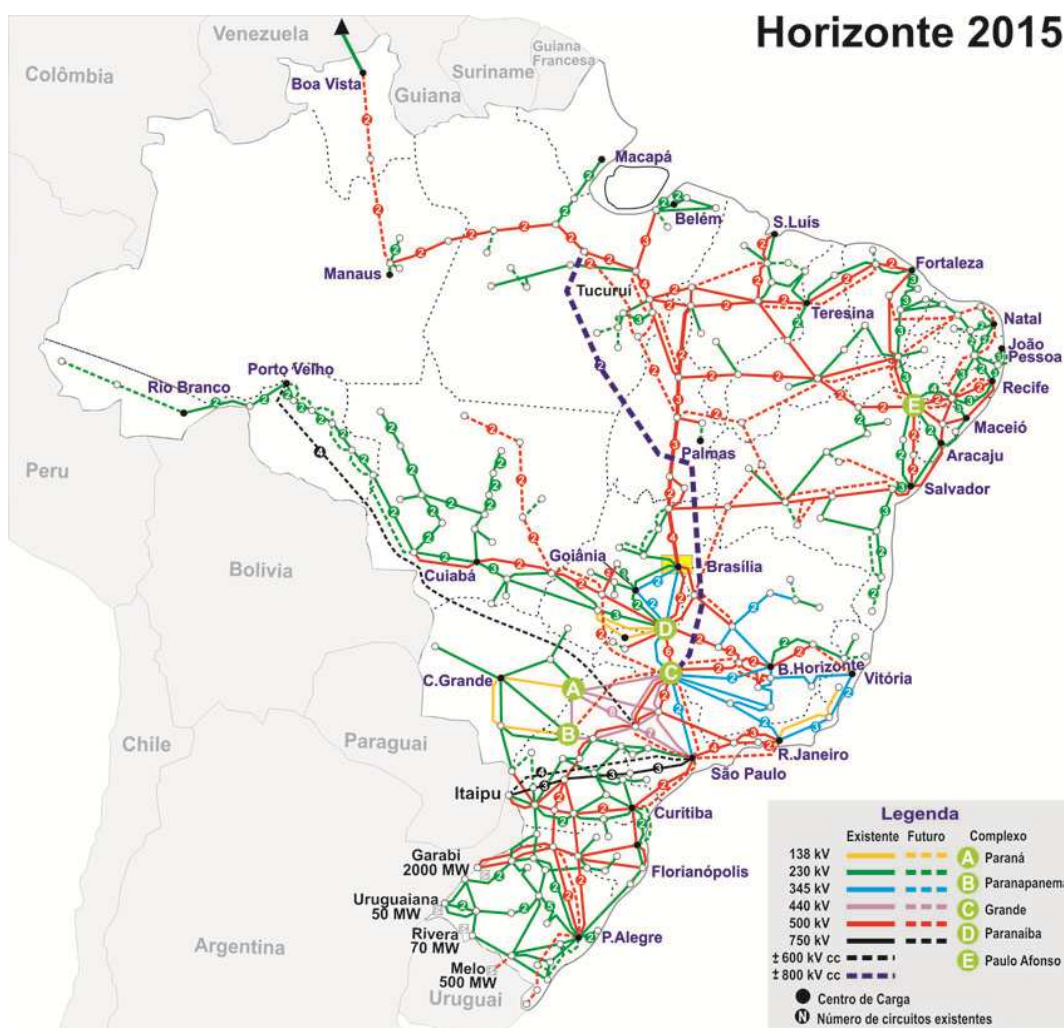 Horizonte 2015
Venezuela
Guiana
Francesa
Suriname
Colômbia
Boa Vista
Guiana
Macapá
Belém
S.Luís
Manaus
Fortaleza
Tucuruí
Teresina
Natal
João
Pessoa
Porto Velho
Rio Branco
Recife
E
Maceió
Palmas
Aracaju
Peru
Salvador
Goiânia
Brasília
Cuiabá
Bolivia
D
B.Horizonte
C
Vitória
C.Grande
A
B
Chile
Paraguai
R.Janeiro
São Paulo
Itaipu
Curitiba
Garabi
2000 MW
Florianópolis
Uruguaiana
50 MW
Rivera
70 MW
P.Alegre
Melo
500 MW
Argentina
Uruguai
Legenda
Existente Futuro Complexo
138 kV A Paraná
230 kV
345 kV B Paranapanema
440 kV C Grande
500 kV D Paranaíba
750 kV
± 600 kV cc E Paulo Afonso
± 800 kV cc
Centro de Carga
N Número de circuitos existentes